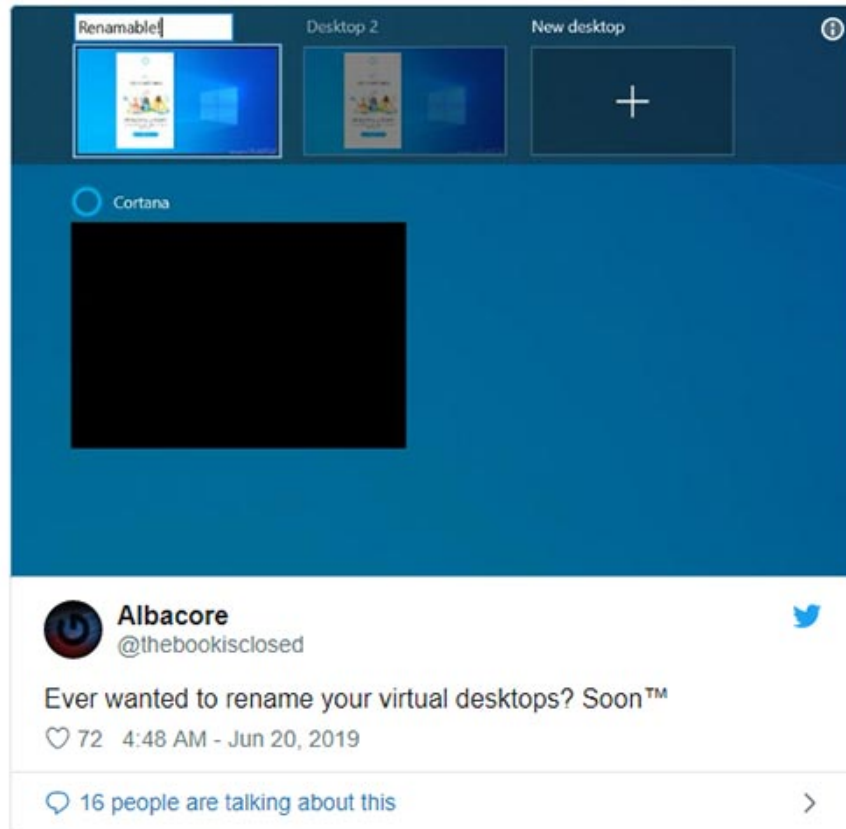 Renamable!
Desktop 2
New desktop
Cortana
Albacore
@thebookisclosed
Ever wanted to rename your virtual desktops? Soon™
72 4:48 AM - Jun 20, 2019
16 people are talking about this